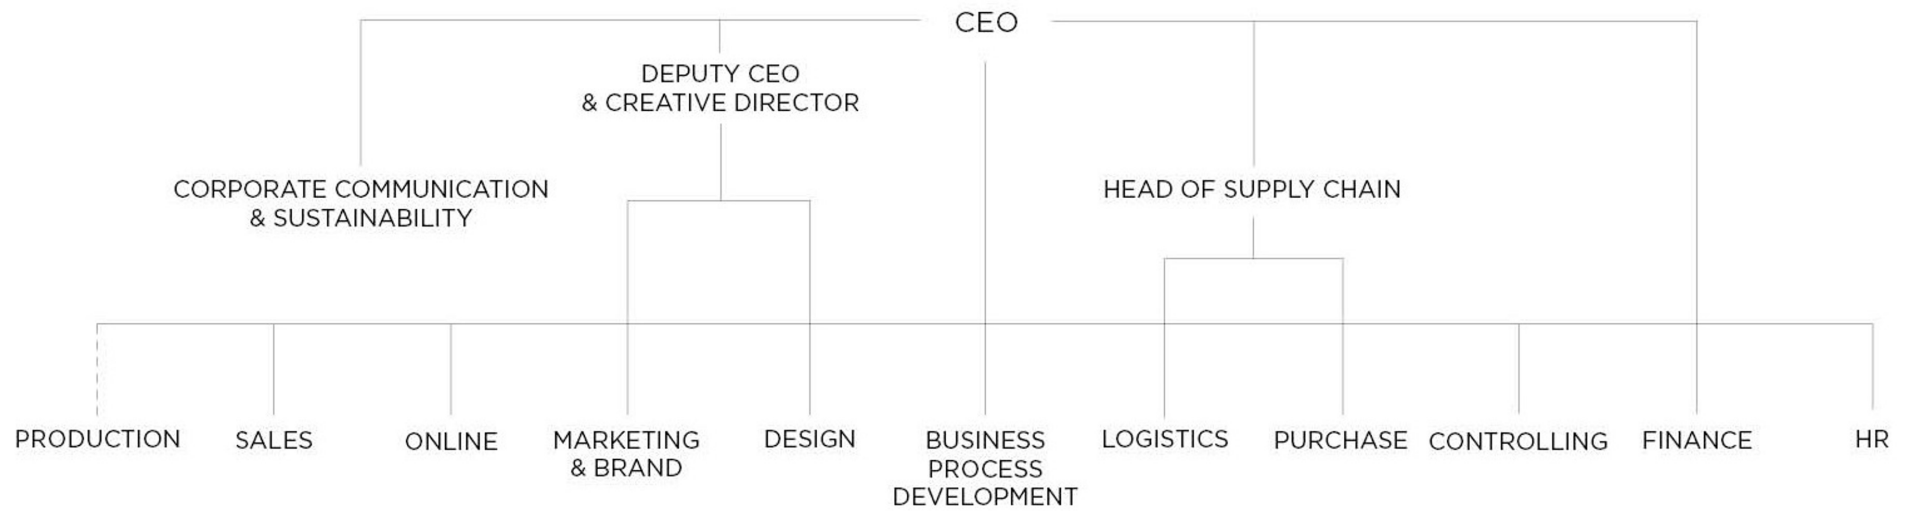 CEO
DEPUTY CEO
& CREATIVE DIRECTOR
CORPORATE COMMUNICATION
& SUSTAINABILITY
HEAD OF SUPPLY CHAIN
PRODUCTION
SALES
ONLINE
MARKETING
& BRAND
DESIGN
BUSINESS
PROCESS
DEVELOPMENT
LOGISTICS
PURCHASE
CONTROLLING
FINANCE
HR